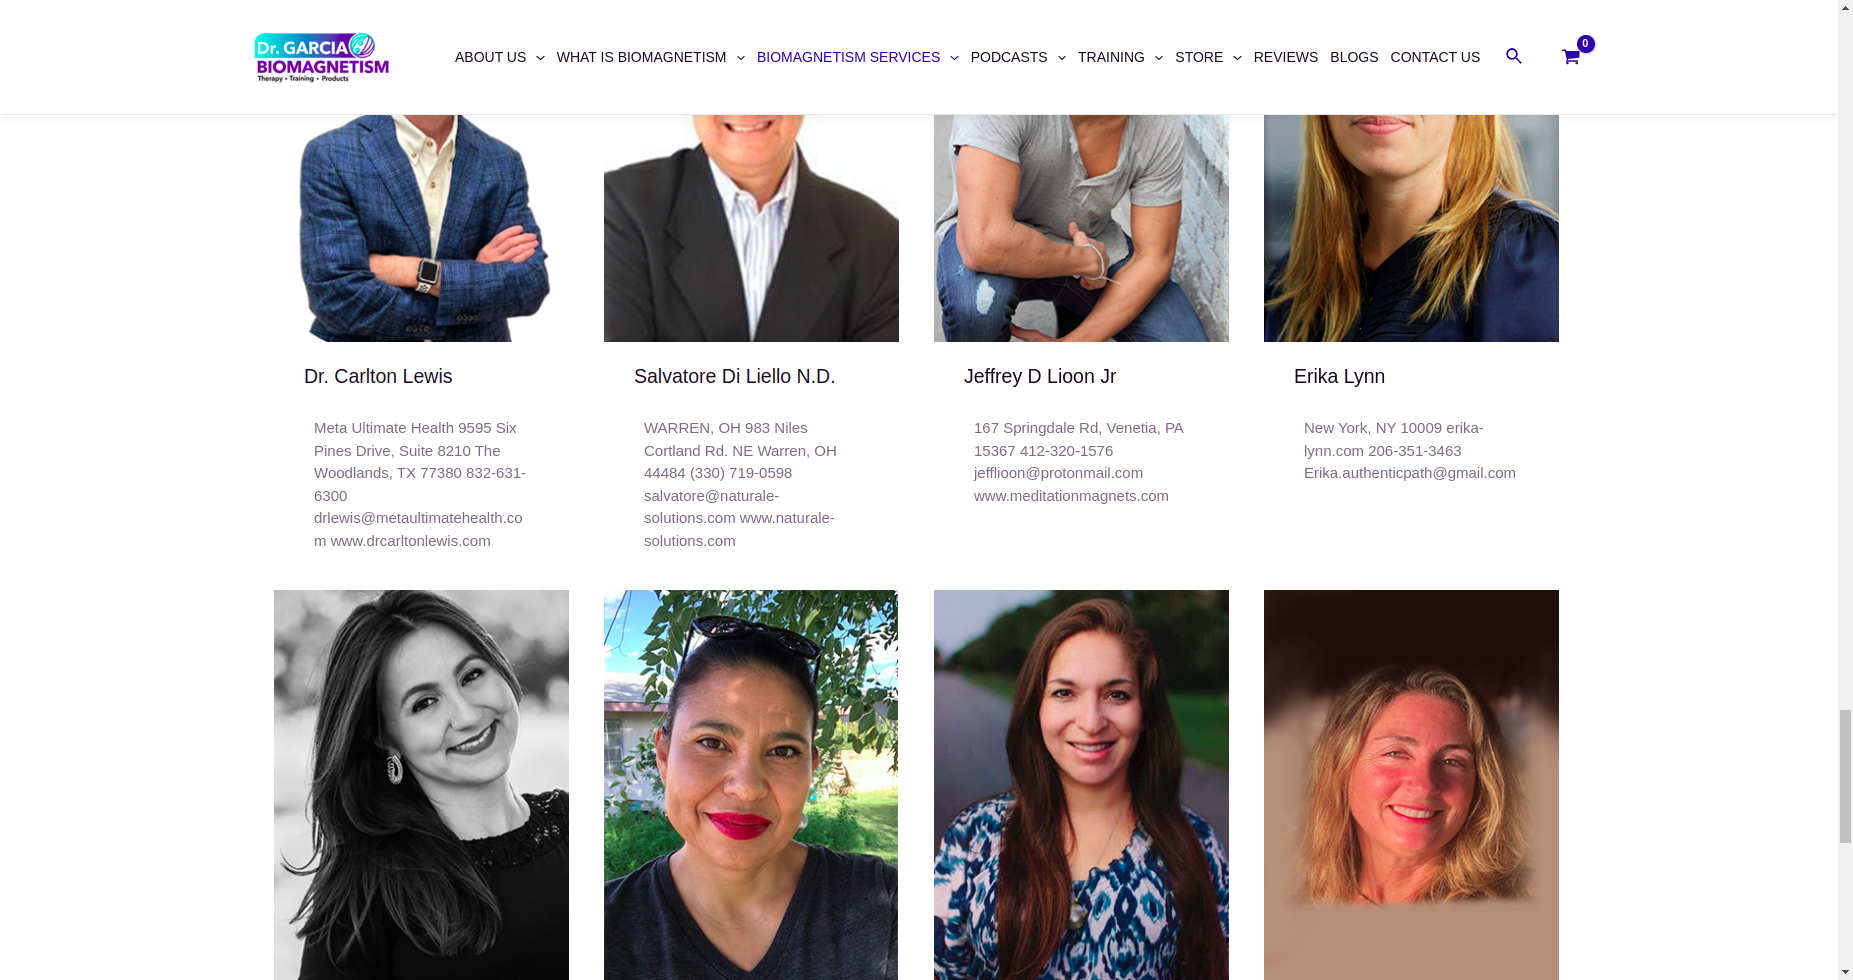 Dr. GARCIA
BIOMAGNETISM
Therapy • Training • Products
ABOUT US
WHAT IS BIOMAGNETISM
BIOMAGNETISM SERVICES
PODCASTS
TRAINING
STORE
REVIEWS
BLOGS
CONTACT US
0
Dr. Carlton Lewis
Meta Ultimate Health 9595 Six
Pines Drive, Suite 8210 The
Woodlands, TX 77380 832-631-
6300
drlewis@metaultimatehealth.co
m www.drcarltonlewis.com
Salvatore Di Liello N.D.
WARREN, OH 983 Niles
Cortland Rd. NE Warren, OH
44484 (330) 719-0598
salvatore@naturale-
solutions.com www.naturale-
solutions.com
Jeffrey D Lioon Jr
167 Springdale Rd, Venetia, PA
15367 412-320-1576
jefflioon@protonmail.com
www.meditationmagnets.com
Erika Lynn
New York, NY 10009 erika-
lynn.com 206-351-3463
Erika.authenticpath@gmail.com